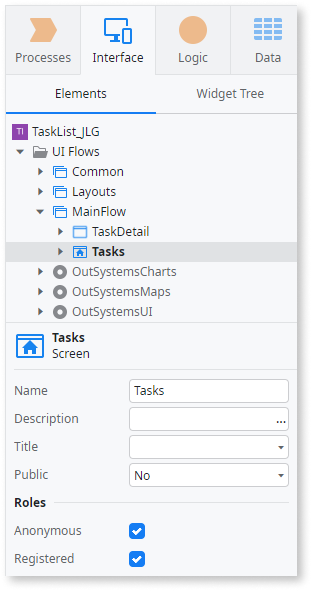 Processes Interface Logic Data
Elements Widget Tree
TI TaskList_JLG
UI Flows
Common
Layouts
MainFlow
TaskDetail
Tasks
OutSystemsCharts
OutSystemsMaps
OutSystemsUI
Tasks
Screen
Name Tasks
Description ...
Title
Public No
Roles
Anonymous
Registered